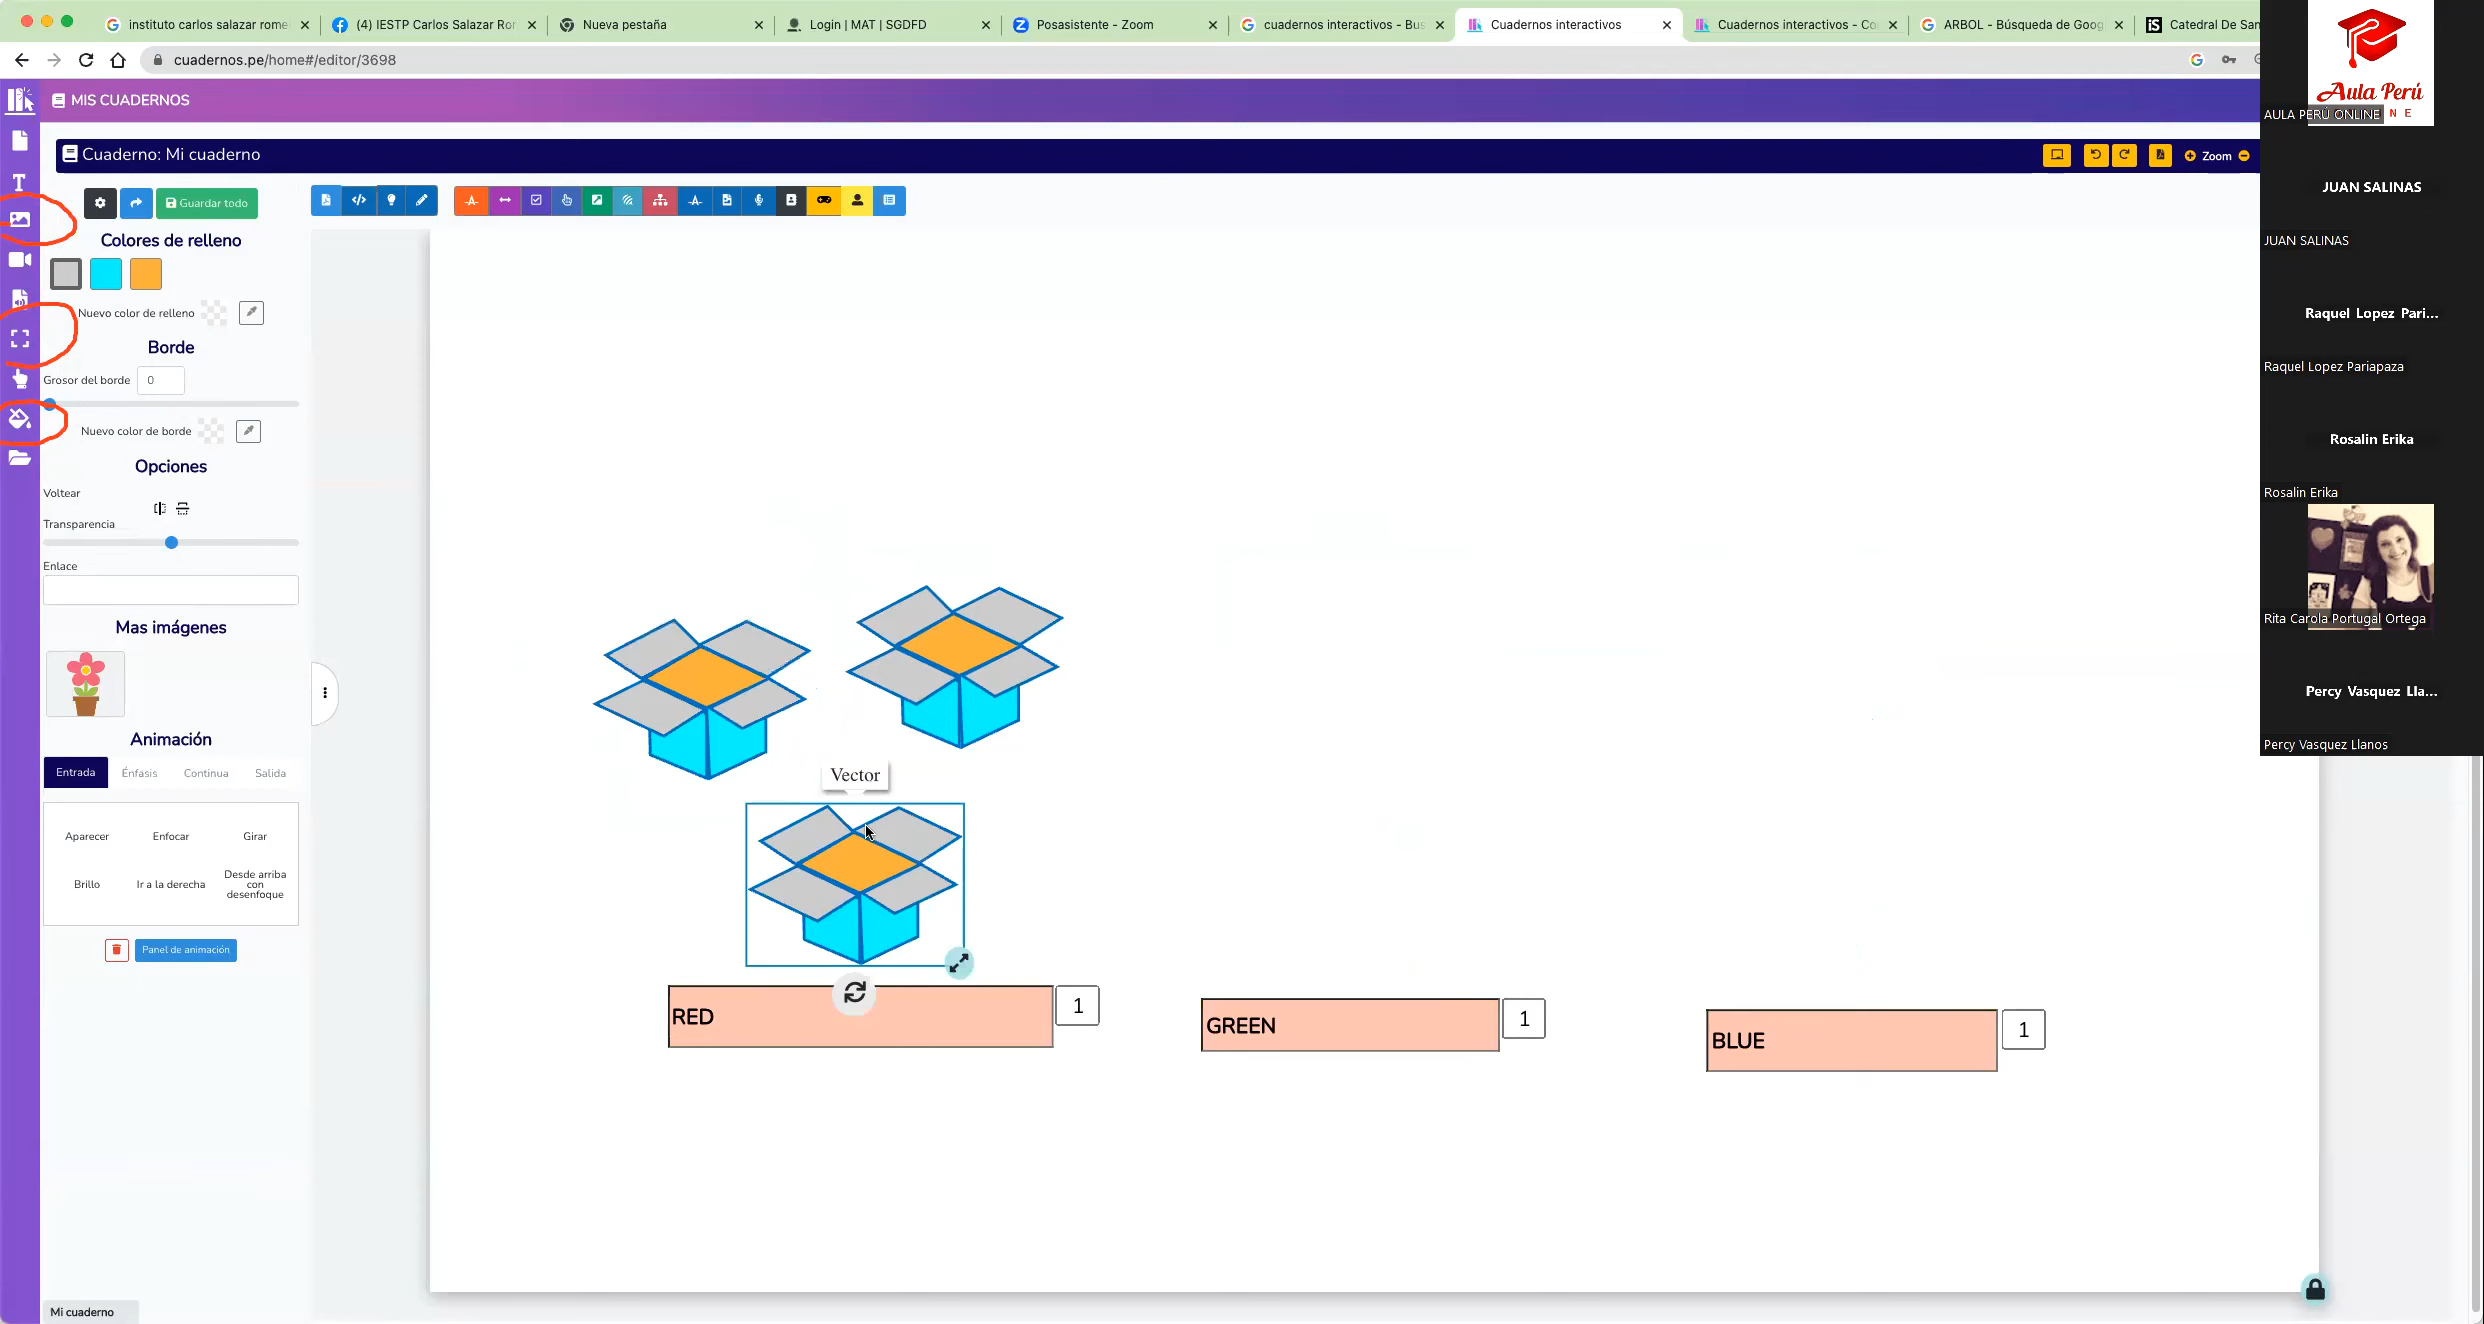 instituto carlos salazar rome
(4) IESTP Carlos Salazar Ror
Nueva pestaña
Login | MAT | SGDFD
Posasistente - Zoom
cuadernos interactivos - Bus
Cuadernos interactivos
Cuadernos interactivos - Co
ARBOL - Búsqueda de Goog
Catedral De San
cuadernos.pe/home#/editor/3698
MIS CUADERNOS
Cuaderno: Mi cuaderno
Zoom
Guardar todo
Colores de relleno
Nuevo color de relleno
Borde
Grosor del borde 0
Nuevo color de borde
Opciones
Voltear
Transparencia
Enlace
Mas imágenes
Animación
Entrada Énfasis Continua Salida
Aparecer Enfocar Girar
Brillo Ir a la derecha Desde arriba con desenfoque
Panel de animación
Mi cuaderno
Vector
RED 1
GREEN 1
BLUE 1
Aula Perú
N E
AULA PERÚ ONLINE
JUAN SALINAS
JUAN SALINAS
Raquel Lopez Pari...
Raquel Lopez Pariapaza
Rosalin Erika
Rosalin Erika
Rita Carola Portugal Ortega
Percy Vasquez Lla...
Percy Vasquez Llanos